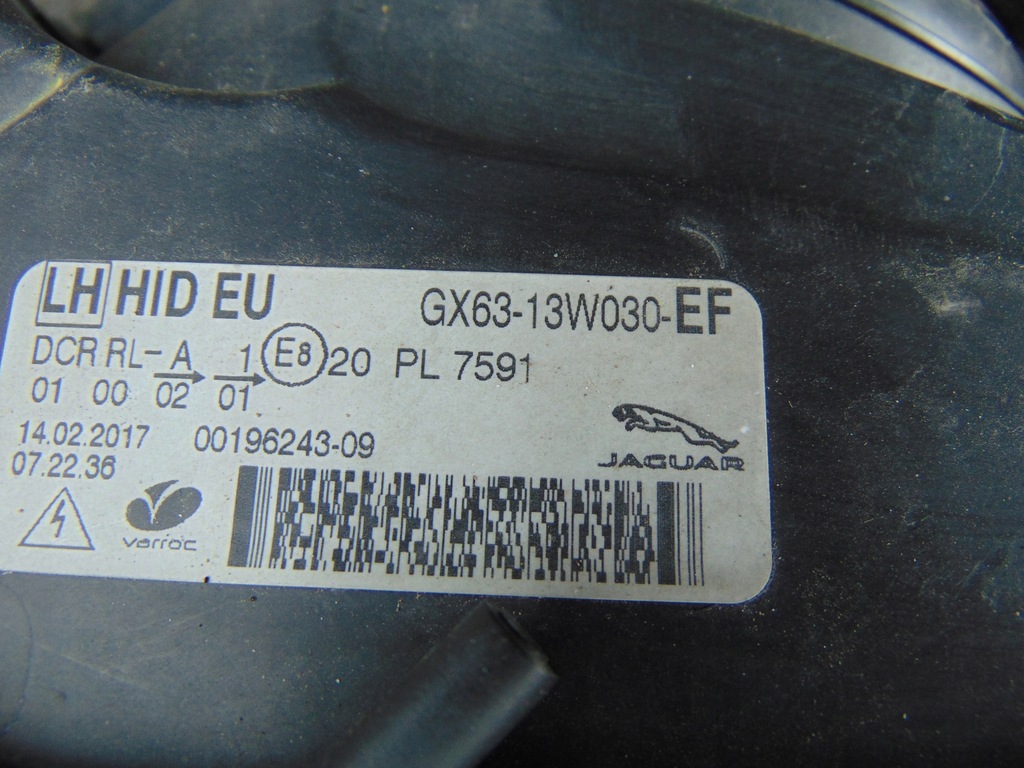 LH HID EU GX63-13W030-EF
DCR RL-A 1 E8 20 PL 7591
01 00 02 01
14.02.2017 00196243-09
07.22.36
JAGUAR
varroc